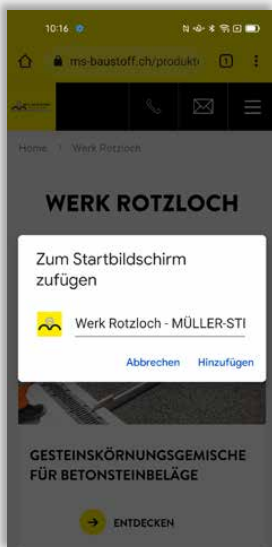 10:16
ms-baustoff.ch/produkt
1
Home Werk Rotzloch
WERK ROTZLOCH
Zum Startbildschirm
zufügen
Werk Rotzloch - MÜLLER-STI
Abbrechen Hinzufügen
GESTEINSKÖRNUNGSGEMISCHE
FÜR BETONSTEINBELÄGE
ENTDECKEN